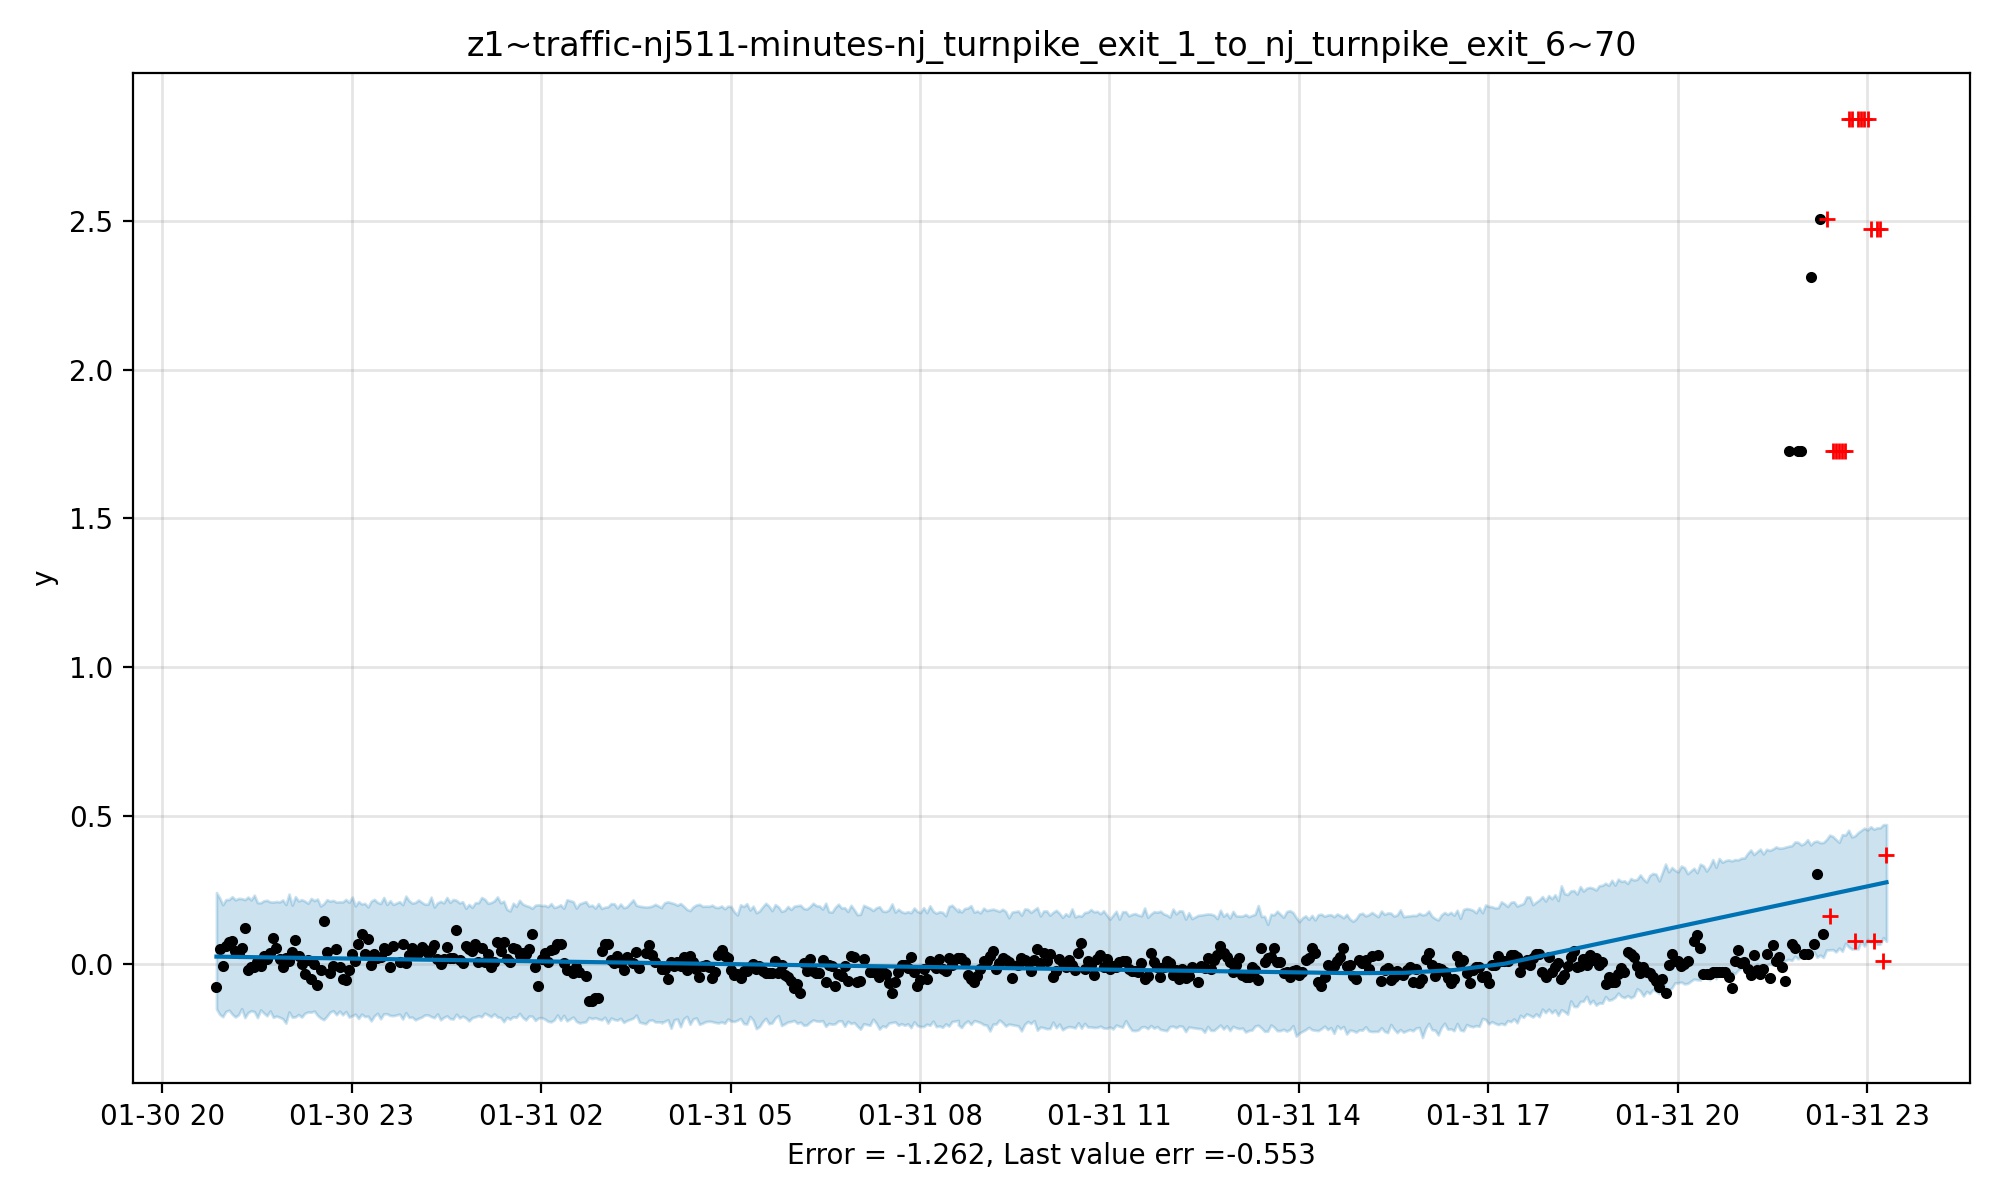 z1~traffic-nj511-minutes-nj_turnpike_exit_1_to_nj_turnpike_exit_6~70
y
2.5
2.0
1.5
1.0
0.5
0.0
01-30 20 01-30 23 01-31 02 01-31 05 01-31 08 01-31 11 01-31 14 01-31 17 01-31 20 01-31 23
Error = -1.262, Last value err =-0.553